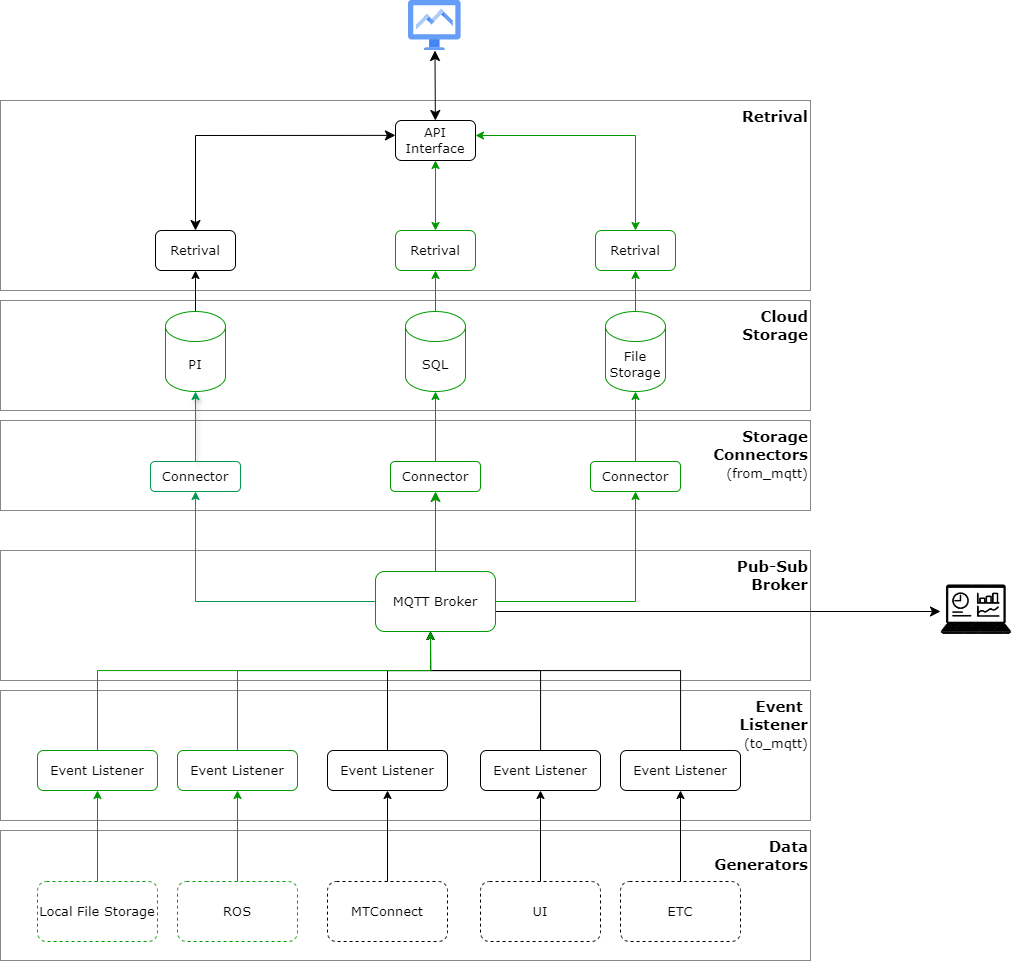 Retrival
API
Interface
Retrival
Retrival
Retrival
Cloud
Storage
PI
SQL
File
Storage
Storage
Connectors
(from_mqtt)
Connector
Connector
Connector
Pub-Sub
Broker
MQTT Broker
Event
Listener
(to_mqtt)
Event Listener
Event Listener
Event Listener
Event Listener
Event Listener
Data
Generators
Local File Storage
ROS
MTConnect
UI
ETC